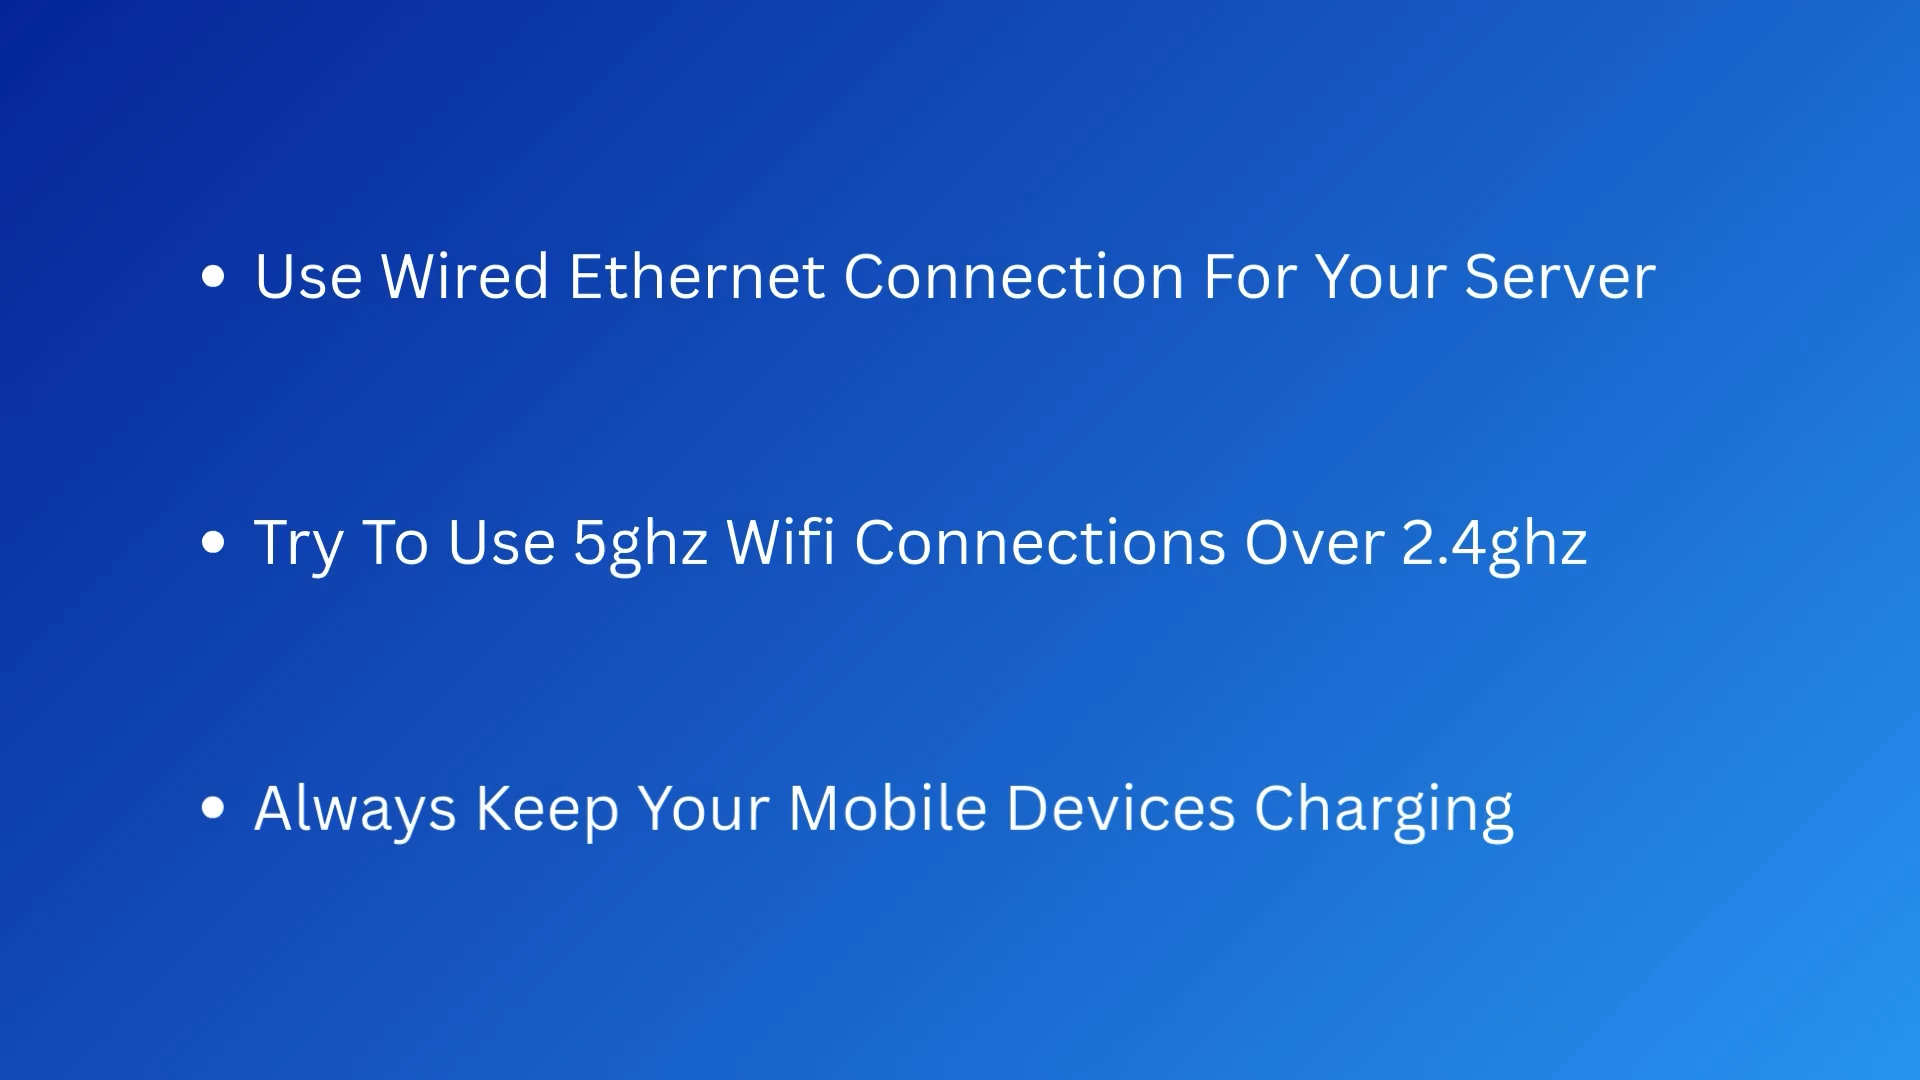 • Use Wired Ethernet Connection For Your Server
• Try To Use 5ghz Wifi Connections Over 2.4ghz
• Always Keep Your Mobile Devices Charging